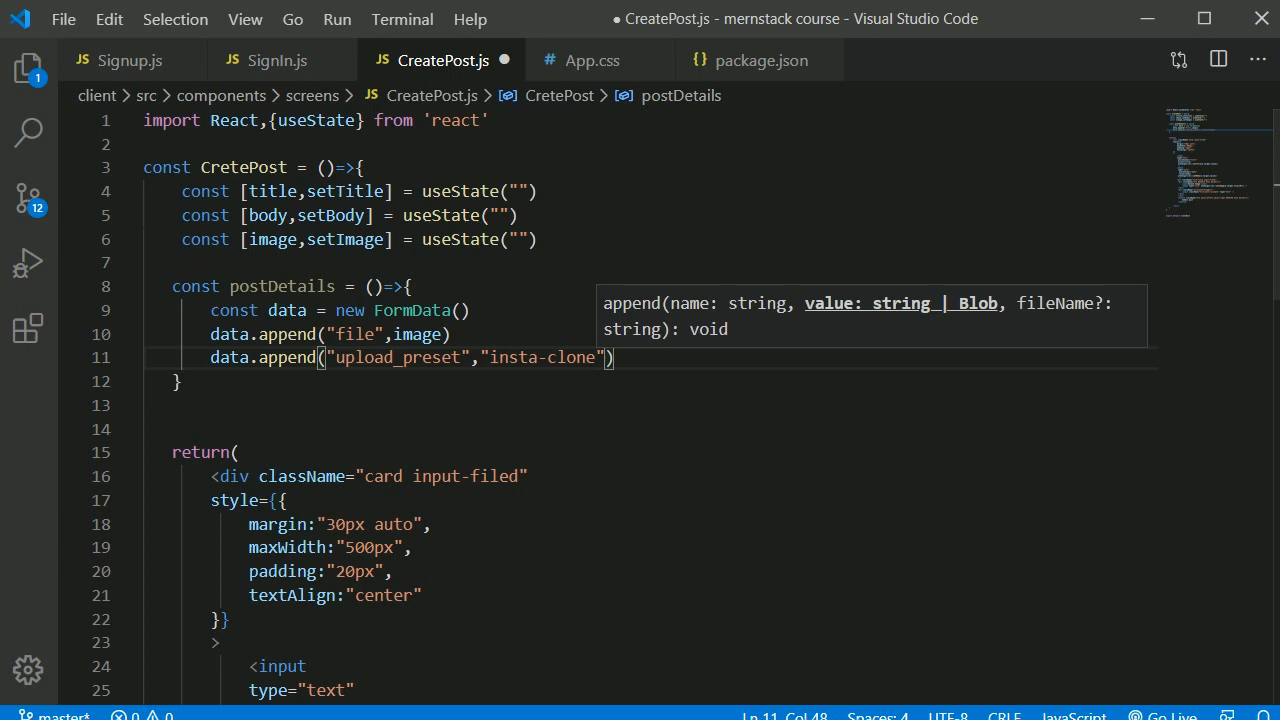 File Edit Selection View Go Run Terminal Help ● CreatePost.js - mernstack course - Visual Studio Code
JS Signup.js JS SignIn.js JS CreatePost.js # App.css {} package.json
client > src > components > screens > JS CreatePost.js > CretePost > postDetails
1 import React,{useState} from 'react'
2
3 const CretePost = ()=>{
4 const [title,setTitle] = useState("")
5 const [body,setBody] = useState("")
6 const [image,setImage] = useState("")
7
8 const postDetails = ()=>{
9 const data = new FormData()
10 data.append("file",image)
11 data.append("upload_preset","insta-clone")
append(name: string, value: string | Blob, fileName?:
string): void
12 }
13
14
15 return(
16 <div className="card input-filed"
17 style={{
18 margin:"30px auto",
19 maxWidth:"500px",
20 padding:"20px",
21 textAlign:"center"
22 }}
23 >
24 <input
25 type="text"
1
12
master* 0 0 Ln 11, Col 48 Spaces: 4 UTF-8 CRLF JavaScript Go Live